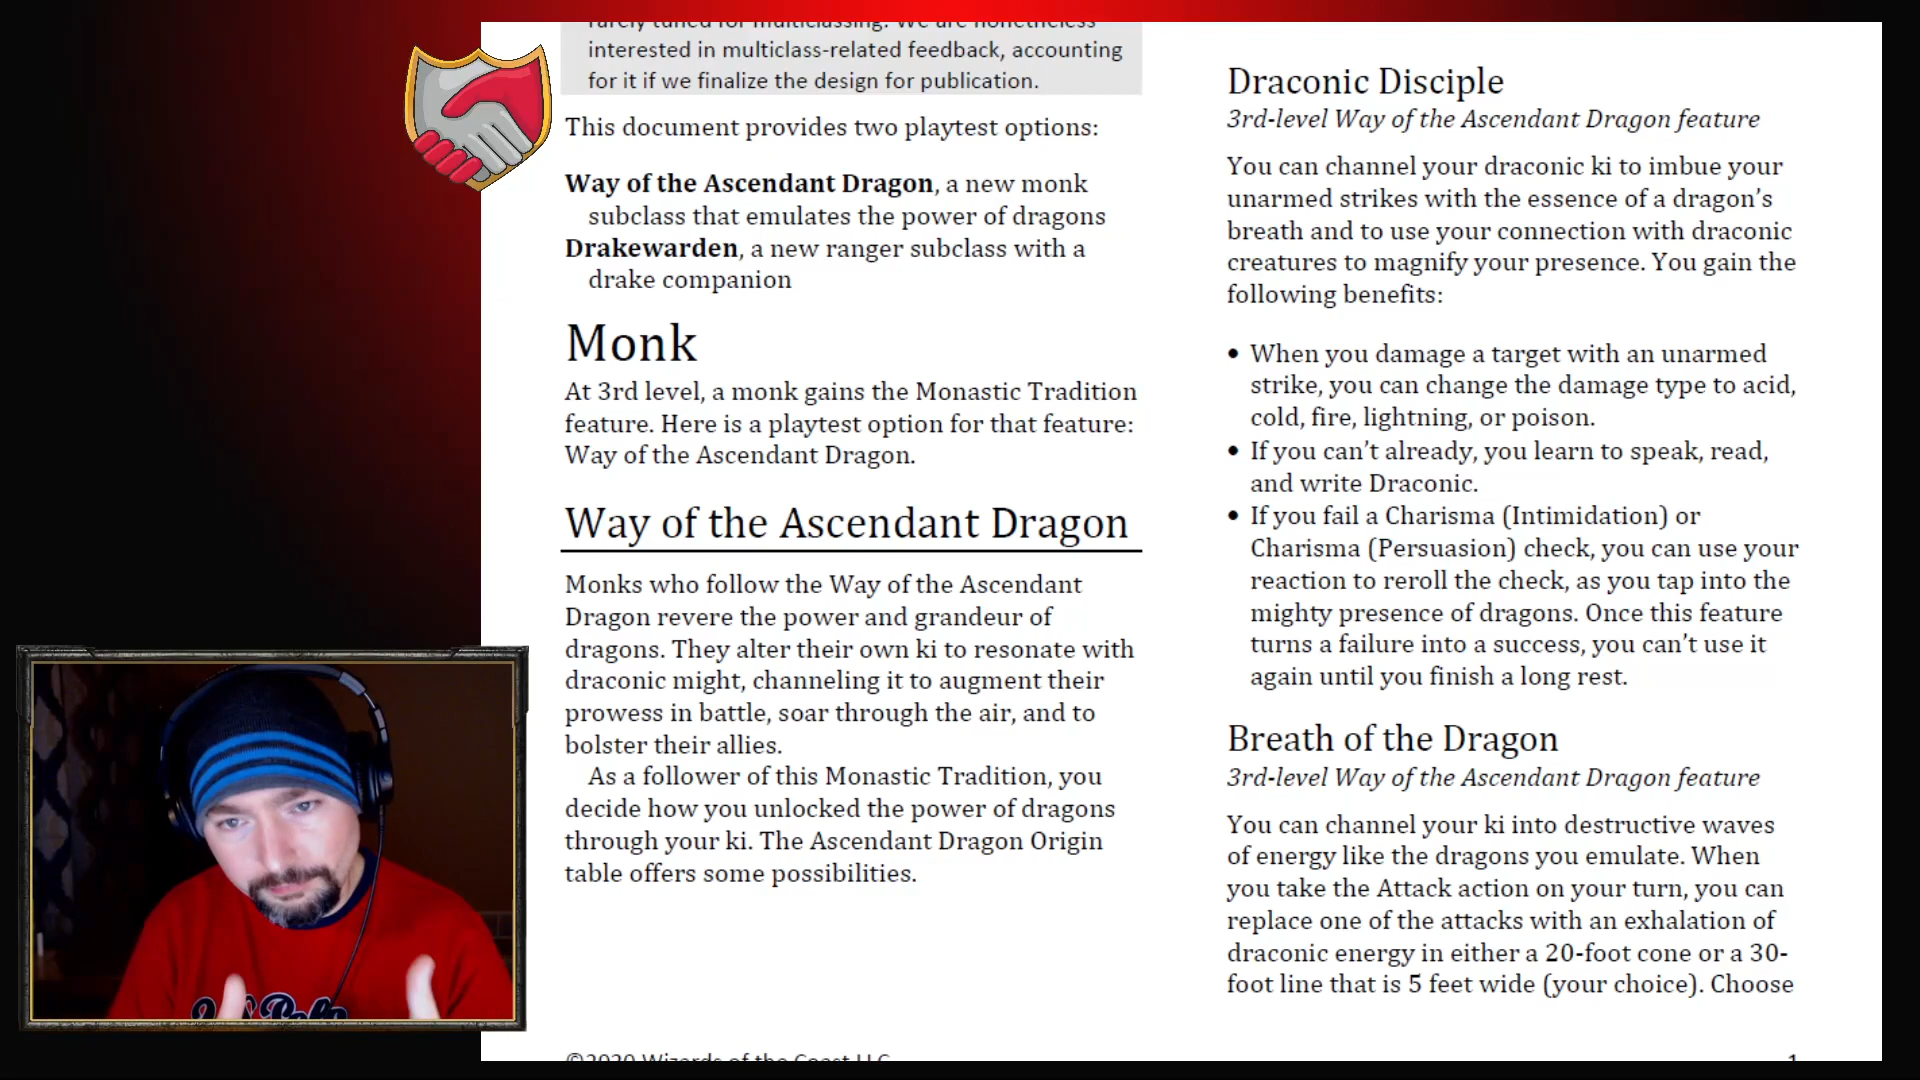 rarely tuned for multiclassing. We are nonetheless
interested in multiclass-related feedback, accounting
for it if we finalize the design for publication.
This document provides two playtest options:
Way of the Ascendant Dragon, a new monk
subclass that emulates the power of dragons
Drakewarden, a new ranger subclass with a
drake companion
Monk
At 3rd level, a monk gains the Monastic Tradition
feature. Here is a playtest option for that feature:
Way of the Ascendant Dragon.
Way of the Ascendant Dragon
Monks who follow the Way of the Ascendant
Dragon revere the power and grandeur of
dragons. They alter their own ki to resonate with
draconic might, channeling it to augment their
prowess in battle, soar through the air, and to
bolster their allies.
As a follower of this Monastic Tradition, you
decide how you unlocked the power of dragons
through your ki. The Ascendant Dragon Origin
table offers some possibilities.
©2020 Wizards of the Coast LLC
Draconic Disciple
3rd-level Way of the Ascendant Dragon feature
You can channel your draconic ki to imbue your
unarmed strikes with the essence of a dragon's
breath and to use your connection with draconic
creatures to magnify your presence. You gain the
following benefits:
• When you damage a target with an unarmed
strike, you can change the damage type to acid,
cold, fire, lightning, or poison.
• If you can't already, you learn to speak, read,
and write Draconic.
• If you fail a Charisma (Intimidation) or
Charisma (Persuasion) check, you can use your
reaction to reroll the check, as you tap into the
mighty presence of dragons. Once this feature
turns a failure into a success, you can't use it
again until you finish a long rest.
Breath of the Dragon
3rd-level Way of the Ascendant Dragon feature
You can channel your ki into destructive waves
of energy like the dragons you emulate. When
you take the Attack action on your turn, you can
replace one of the attacks with an exhalation of
draconic energy in either a 20-foot cone or a 30-
foot line that is 5 feet wide (your choice). Choose
1